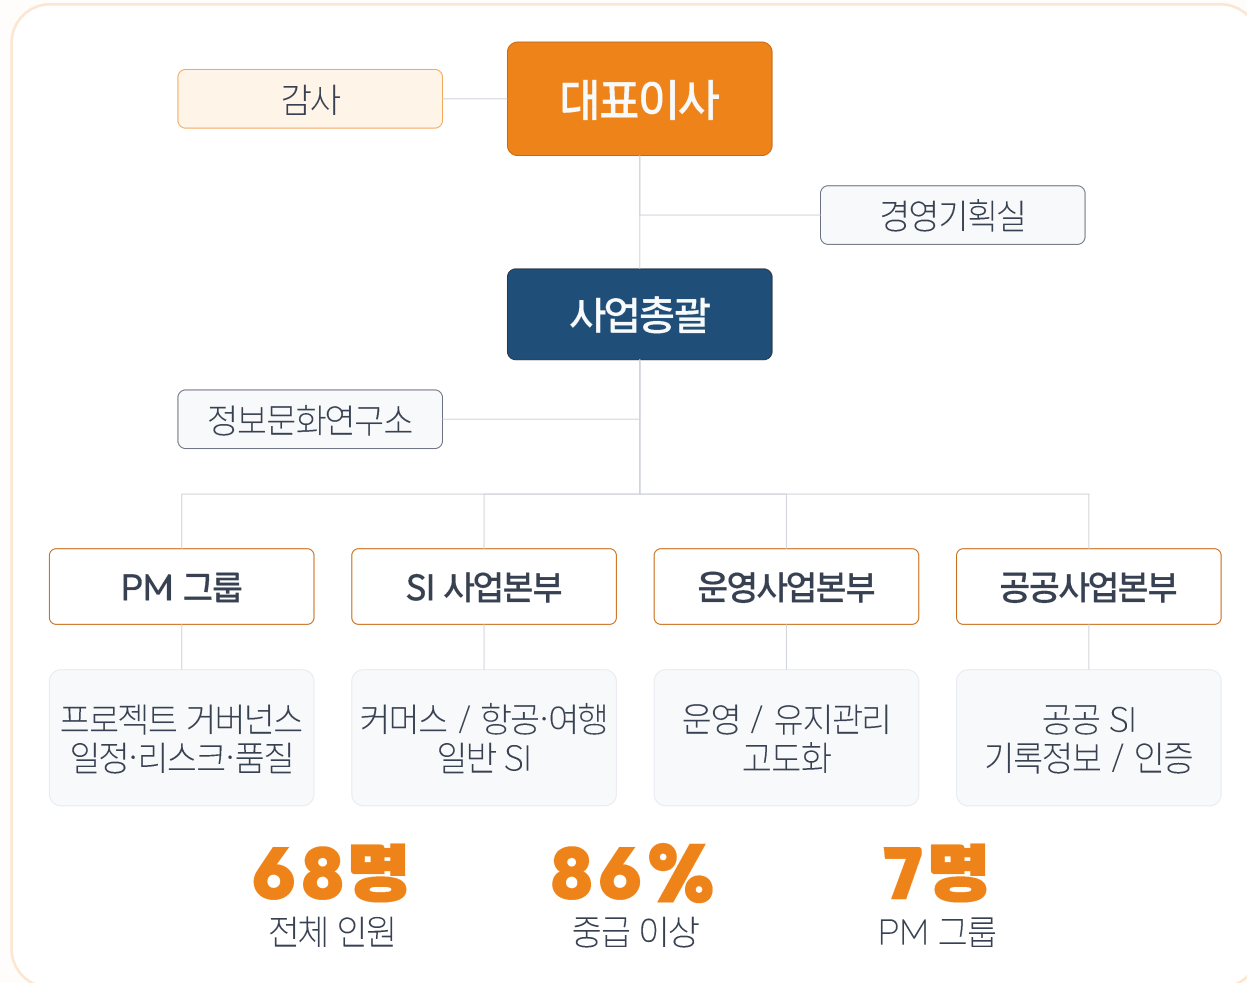 감사
대표이사
경영기획실
사업총괄
정보문화연구소
PM 그룹
SI 사업본부
운영사업본부
공공사업본부
프로젝트 거버넌스
일정·리스크·품질
커머스 / 항공·여행
일반 SI
운영 / 유지관리
고도화
공공 SI
기록정보 / 인증
68명
전체 인원
86%
중급 이상
7명
PM 그룹